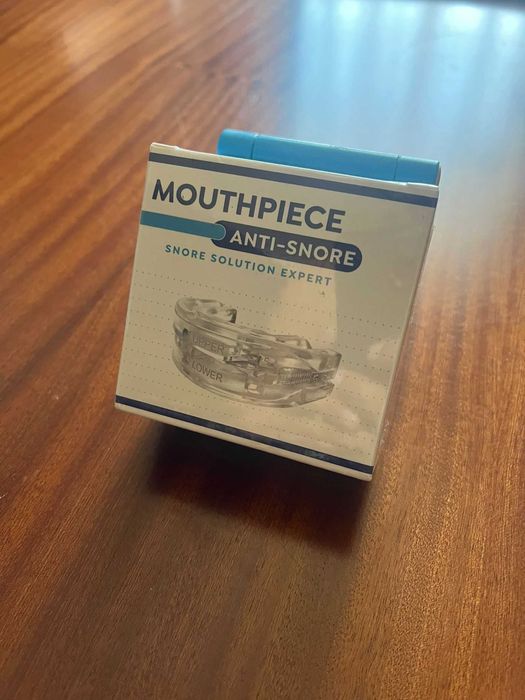 MOUTHPIECE
ANTI-SNORE
SNORE SOLUTION EXPERT
UPPER
LOWER